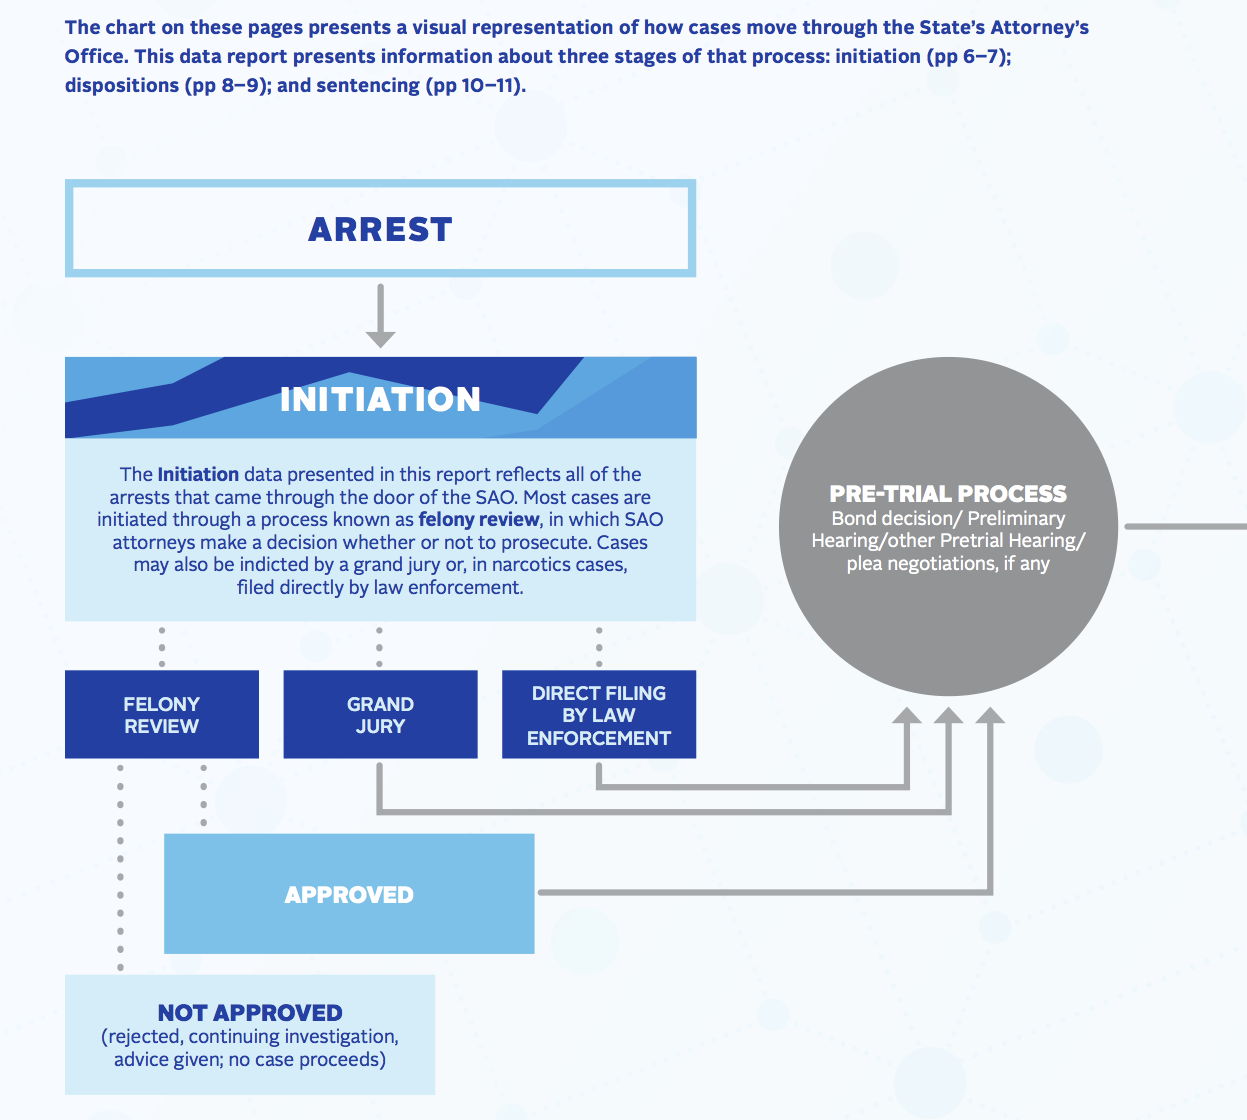 The chart on these pages presents a visual representation of how cases move through the State’s Attorney’s
Office. This data report presents information about three stages of that process: initiation (pp 6–7);
dispositions (pp 8–9); and sentencing (pp 10–11).
ARREST
INITIATION
The Initiation data presented in this report reflects all of the
arrests that came through the door of the SAO. Most cases are
initiated through a process known as felony review, in which SAO
attorneys make a decision whether or not to prosecute. Cases
may also be indicted by a grand jury or, in narcotics cases,
filed directly by law enforcement.
PRE-TRIAL PROCESS
Bond decision/ Preliminary
Hearing/other Pretrial Hearing/
plea negotiations, if any
FELONY
REVIEW
GRAND
JURY
DIRECT FILING
BY LAW
ENFORCEMENT
APPROVED
NOT APPROVED
(rejected, continuing investigation,
advice given; no case proceeds)